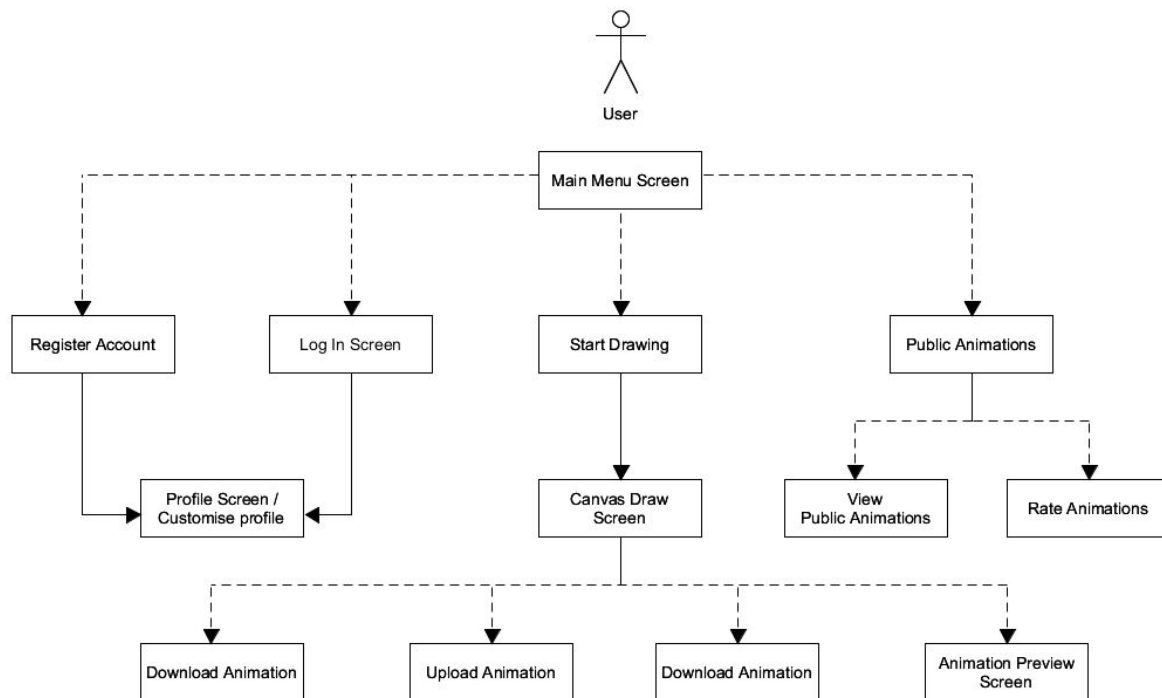 User
Main Menu Screen
Register Account
Log In Screen
Start Drawing
Public Animations
Profile Screen /
Customise profile
Canvas Draw
Screen
View
Public Animations
Rate Animations
Download Animation
Upload Animation
Download Animation
Animation Preview
Screen